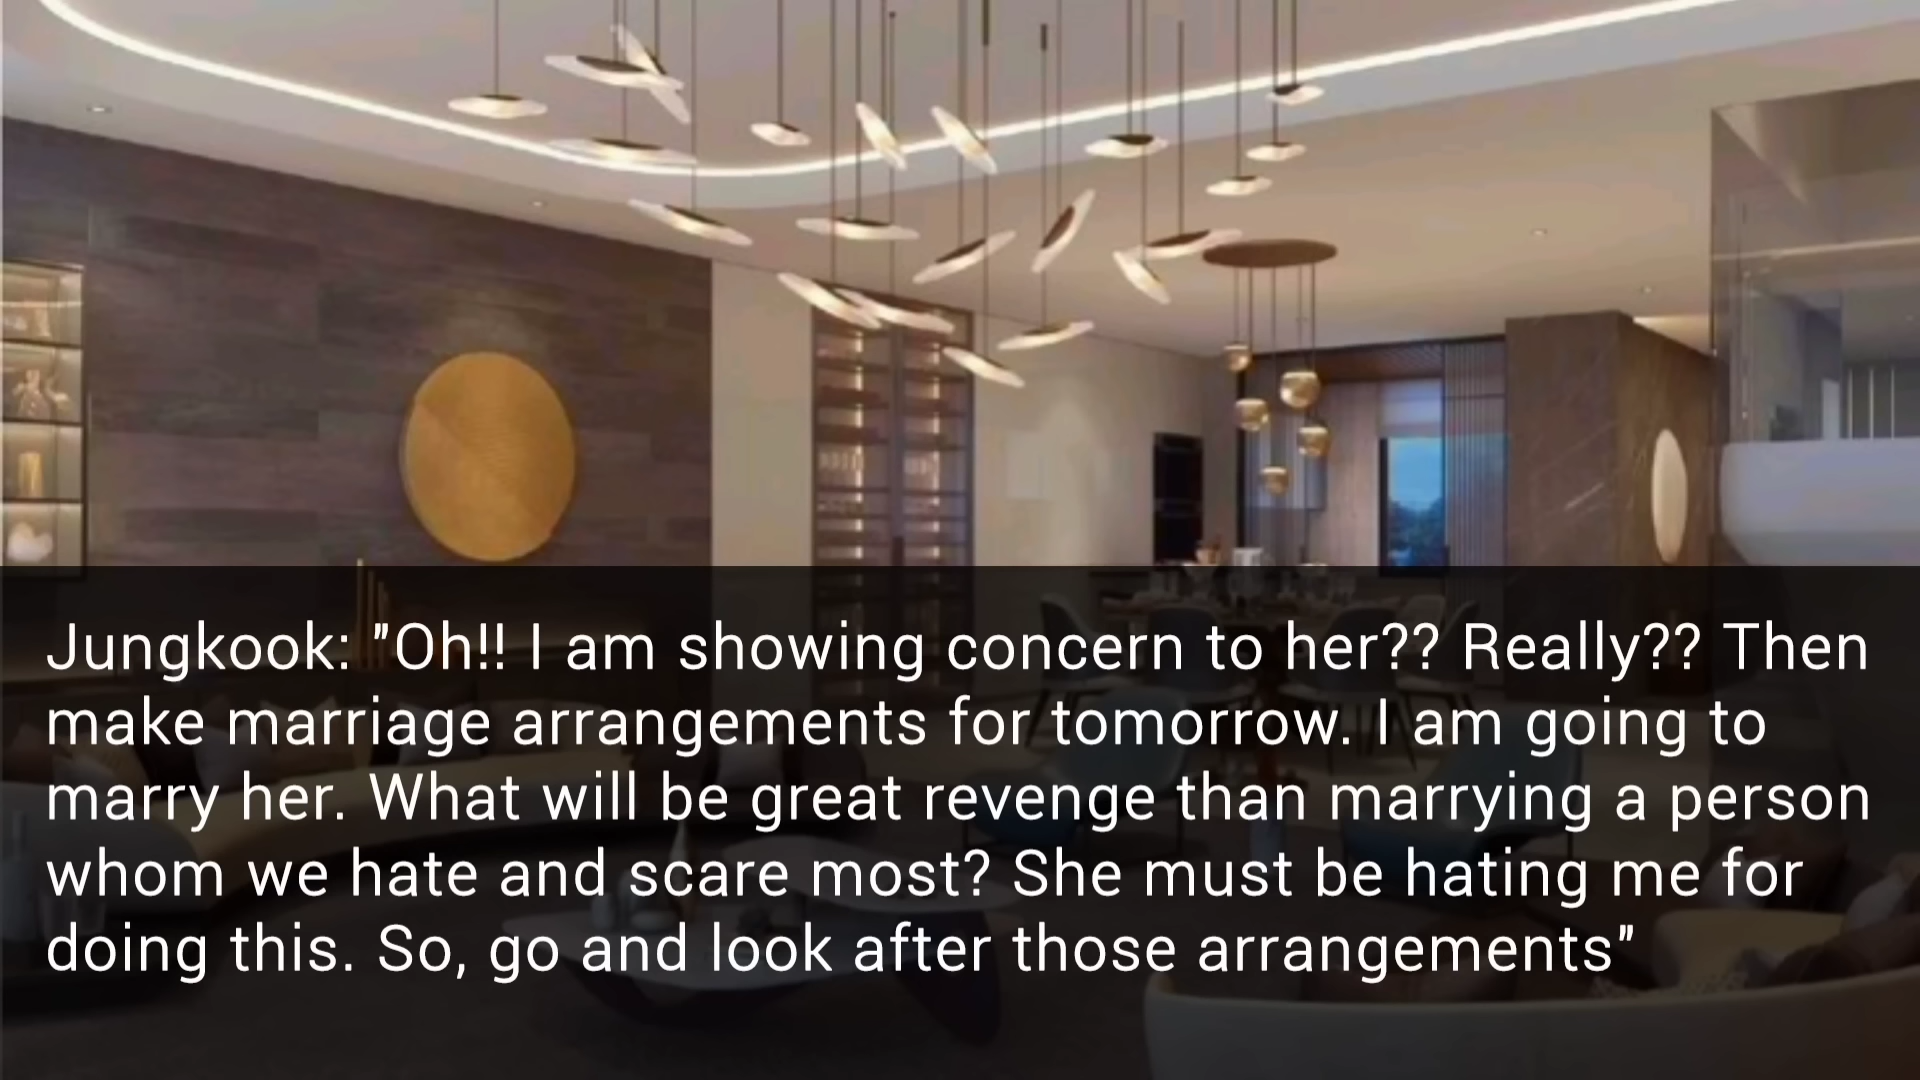 Jungkook: "Oh!! I am showing concern to her?? Really?? Then
make marriage arrangements for tomorrow. I am going to
marry her. What will be great revenge than marrying a person
whom we hate and scare most? She must be hating me for
doing this. So, go and look after those arrangements"